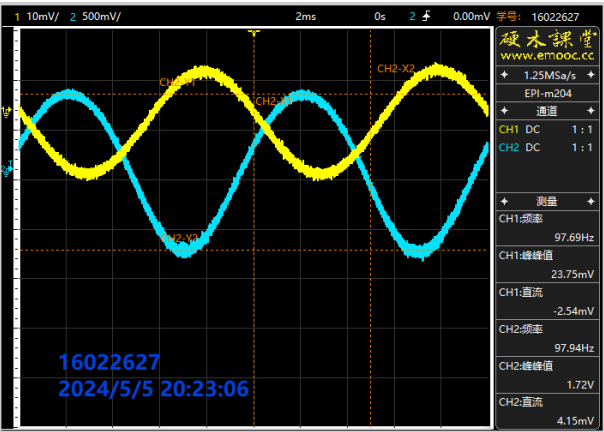 1 10mV/ 2 500mV/ 2ms 0s 2 0.00mV 学号: 16022627
硬木課堂
www.emooc.cc
1.25MSa/s
EPI-m204
通道
CH1 DC 1:1
CH2 DC 1:1
测量
CH1:频率
97.69Hz
CH1:峰峰值
23.75mV
CH1:直流
-2.54mV
CH2:频率
97.94Hz
CH2:峰峰值
1.72V
CH2:直流
4.15mV
CH2-X2
CH2-Y2
16022627
2024/5/5 20:23:06